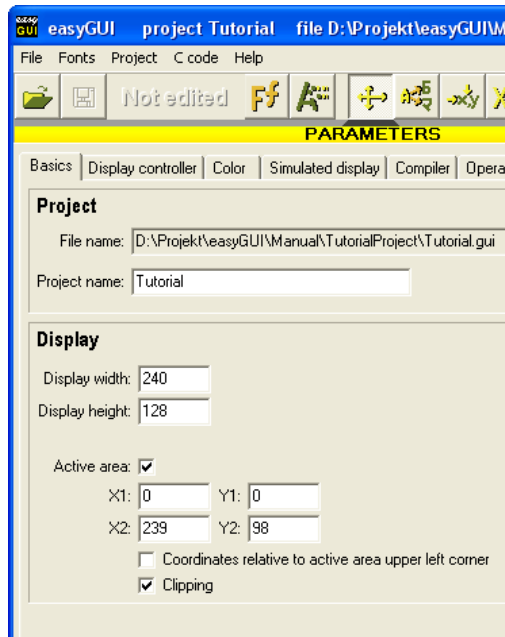 easy GUI easyGUI project Tutorial file D:\Projekt\easyGUI\M
File Fonts Project C code Help
Not edited Ff
PARAMETERS
Basics Display controller Color Simulated display Compiler Opera
Project
File name: D:\Projekt\easyGUI\Manual\TutorialProject\Tutorial.gui
Project name: Tutorial
Display
Display width: 240
Display height: 128
Active area:
X1: 0 Y1: 0
X2: 239 Y2: 98
Coordinates relative to active area upper left corner
Clipping